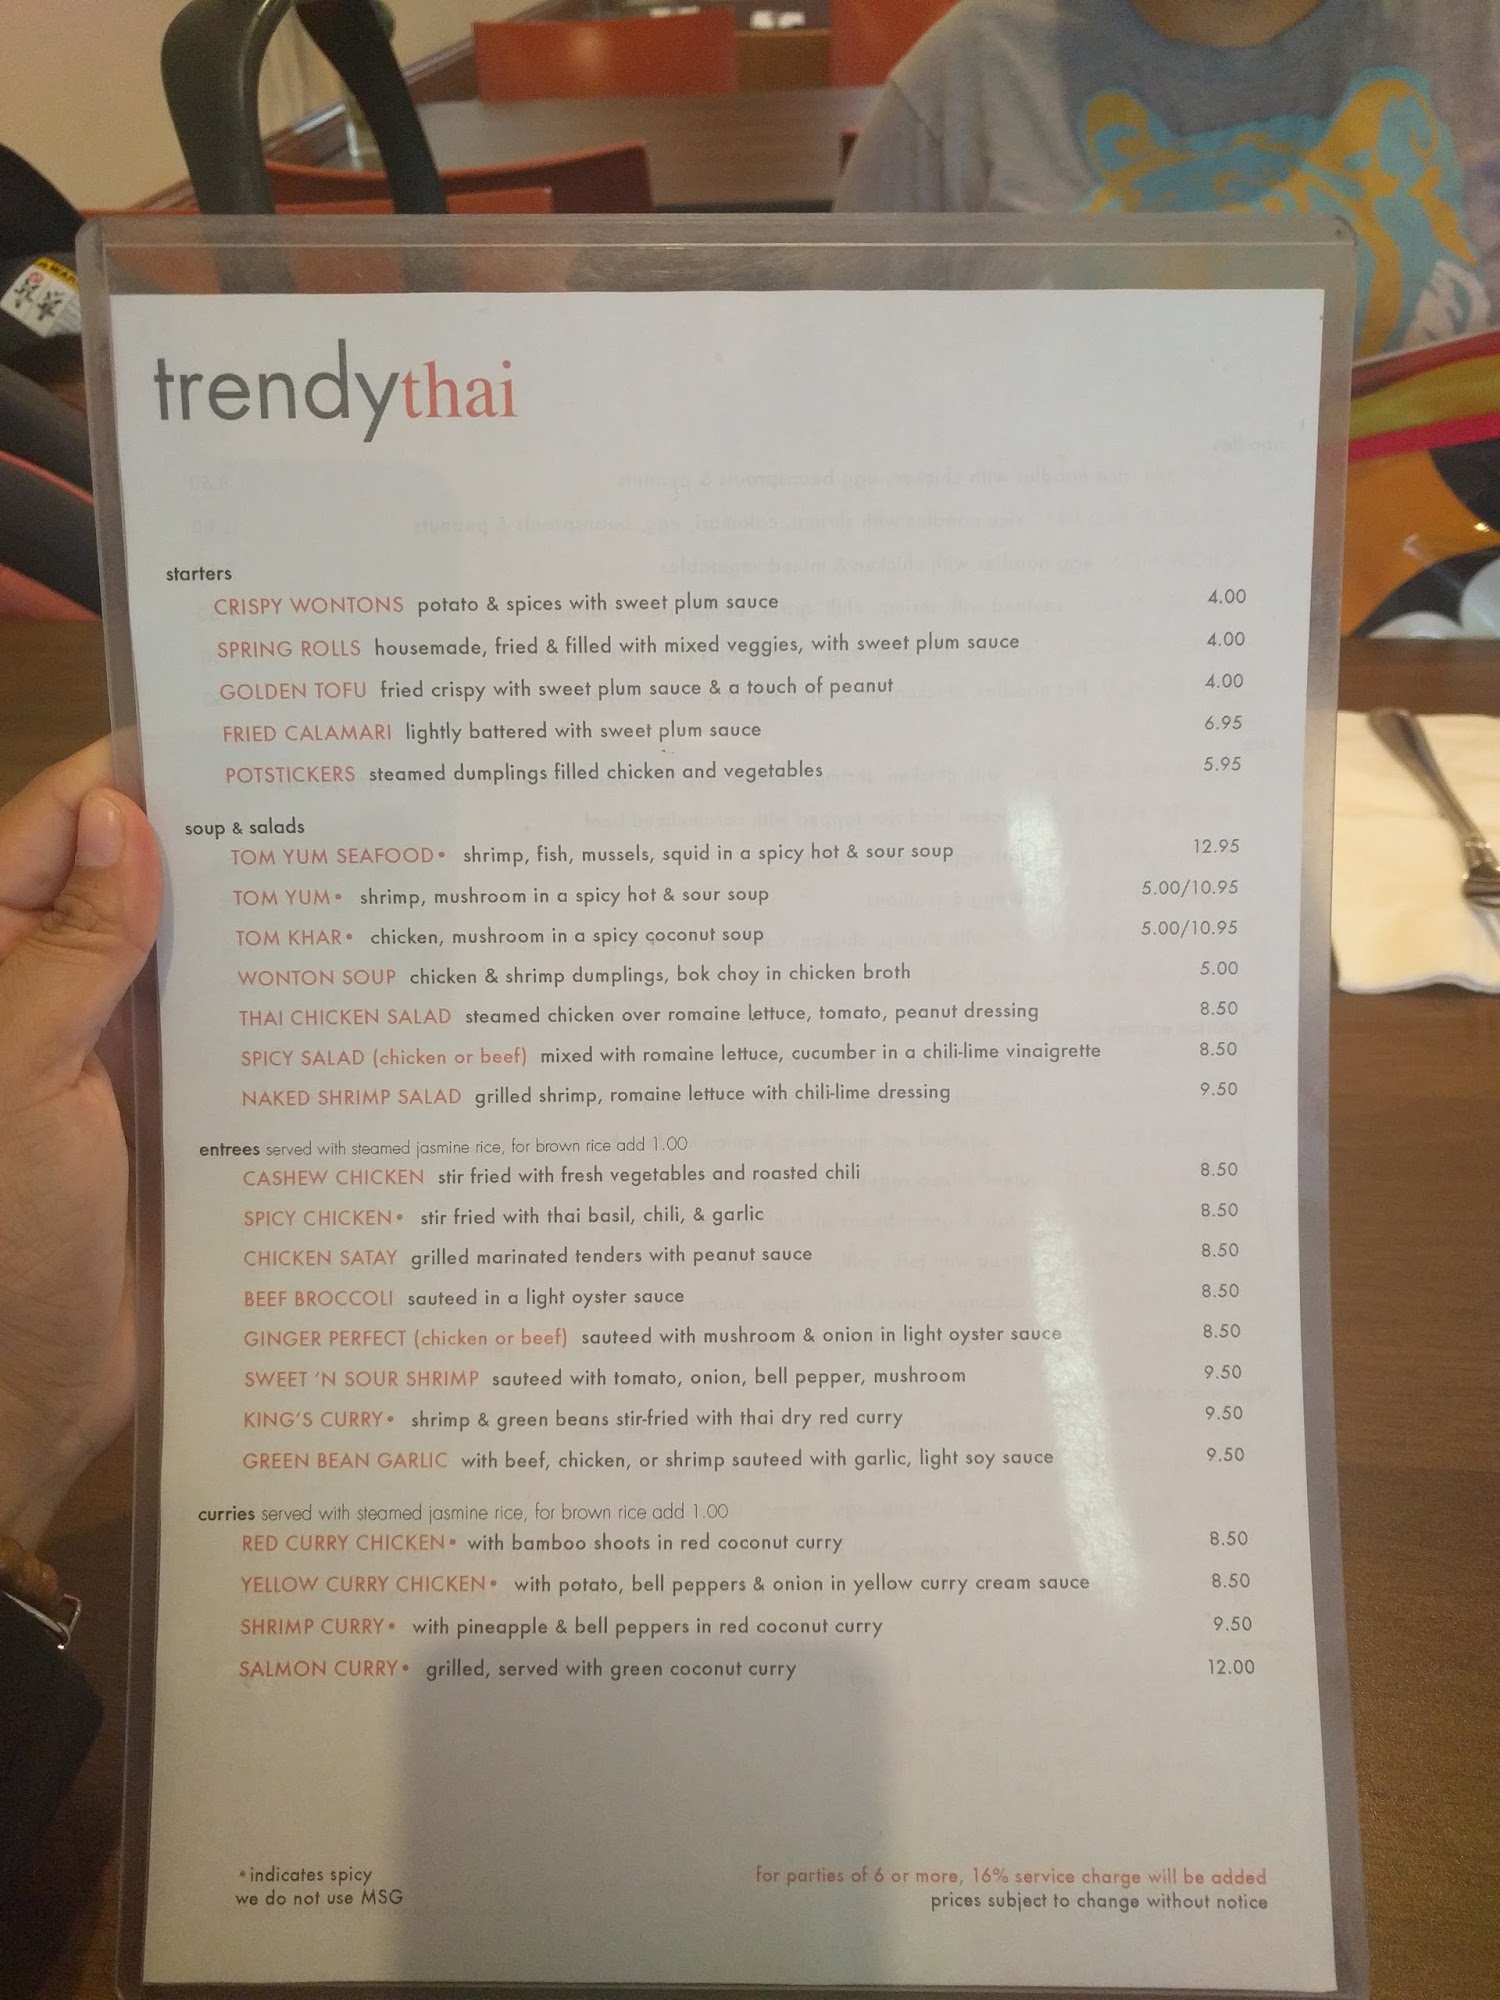 trendythai
starters
CRISPY WONTONS potato & spices with sweet plum sauce 4.00
SPRING ROLLS housemade, fried & filled with mixed veggies, with sweet plum sauce 4.00
GOLDEN TOFU fried crispy with sweet plum sauce & a touch of peanut 4.00
FRIED CALAMARI lightly battered with sweet plum sauce 6.95
POTSTICKERS steamed dumplings filled chicken and vegetables 5.95
soup & salads
TOM YUM SEAFOOD• shrimp, fish, mussels, squid in a spicy hot & sour soup 12.95
TOM YUM• shrimp, mushroom in a spicy hot & sour soup 5.00/10.95
TOM KHAR• chicken, mushroom in a spicy coconut soup 5.00/10.95
WONTON SOUP chicken & shrimp dumplings, bok choy in chicken broth 5.00
THAI CHICKEN SALAD steamed chicken over romaine lettuce, tomato, peanut dressing 8.50
SPICY SALAD (chicken or beef) mixed with romaine lettuce, cucumber in a chili-lime vinaigrette 8.50
NAKED SHRIMP SALAD grilled shrimp, romaine lettuce with chili-lime dressing 9.50
entrees served with steamed jasmine rice, for brown rice add 1.00
CASHEW CHICKEN stir fried with fresh vegetables and roasted chili 8.50
SPICY CHICKEN• stir fried with thai basil, chili, & garlic 8.50
CHICKEN SATAY grilled marinated tenders with peanut sauce 8.50
BEEF BROCCOLI sauteed in a light oyster sauce 8.50
GINGER PERFECT (chicken or beef) sauteed with mushroom & onion in light oyster sauce 8.50
SWEET 'N SOUR SHRIMP sauteed with tomato, onion, bell pepper, mushroom 9.50
KING'S CURRY• shrimp & green beans stir-fried with thai dry red curry 9.50
GREEN BEAN GARLIC with beef, chicken, or shrimp sauteed with garlic, light soy sauce 9.50
curries served with steamed jasmine rice, for brown rice add 1.00
RED CURRY CHICKEN• with bamboo shoots in red coconut curry 8.50
YELLOW CURRY CHICKEN• with potato, bell peppers & onion in yellow curry cream sauce 8.50
SHRIMP CURRY• with pineapple & bell peppers in red coconut curry 9.50
SALMON CURRY• grilled, served with green coconut curry 12.00
•indicates spicy
we do not use MSG
for parties of 6 or more, 16% service charge will be added
prices subject to change without notice